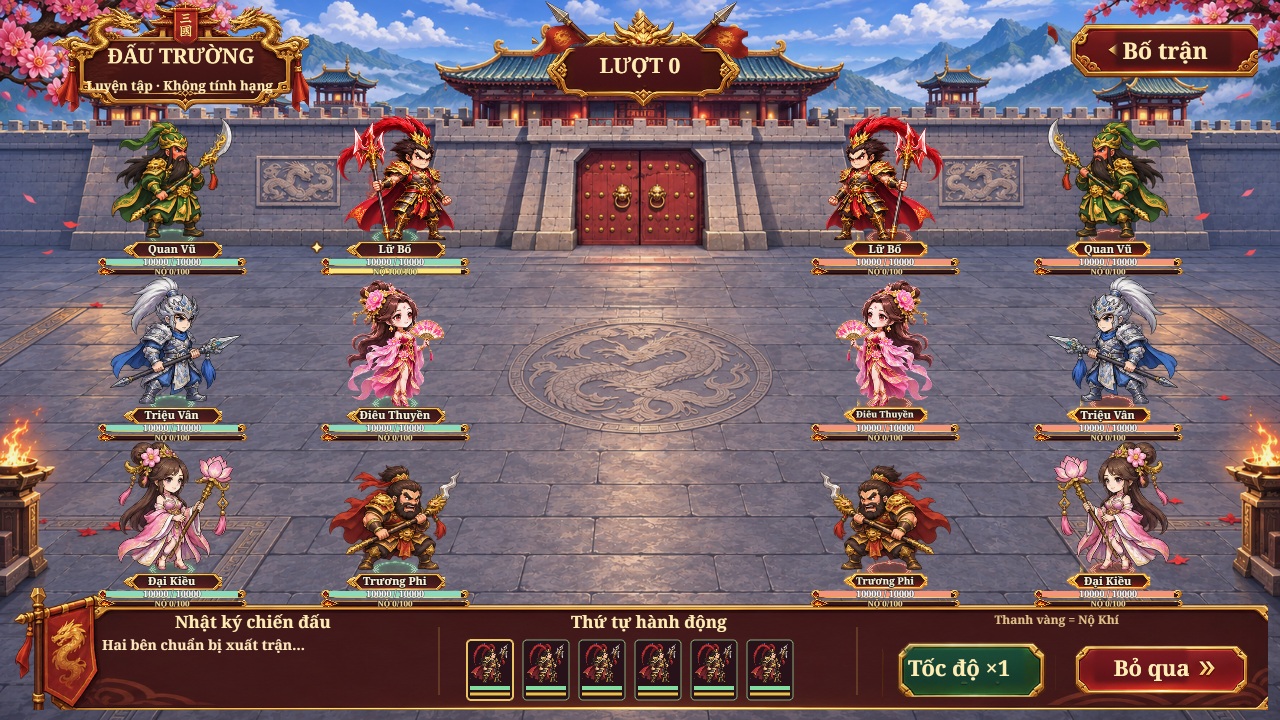 三國
ĐẤU TRƯỜNG
Luyện tập · Không tính hạng
LƯỢT 0
Bố trận
Quan Vũ
10000/10000
NỘ 0/100
Lữ Bố
10000/10000
NỘ 100/100
Lữ Bố
10000/10000
NỘ 0/100
Quan Vũ
10000/10000
NỘ 0/100
Triệu Vân
10000/10000
NỘ 0/100
Điêu Thuyền
10000/10000
NỘ 0/100
Điêu Thuyền
10000/10000
NỘ 0/100
Triệu Vân
10000/10000
NỘ 0/100
Đại Kiều
10000/10000
NỘ 0/100
Trương Phi
10000/10000
NỘ 0/100
Trương Phi
10000/10000
NỘ 0/100
Đại Kiều
10000/10000
NỘ 0/100
Nhật ký chiến đấu
Hai bên chuẩn bị xuất trận...
Thứ tự hành động
Thanh vàng = Nộ Khí
Tốc độ ×1
Bỏ qua »